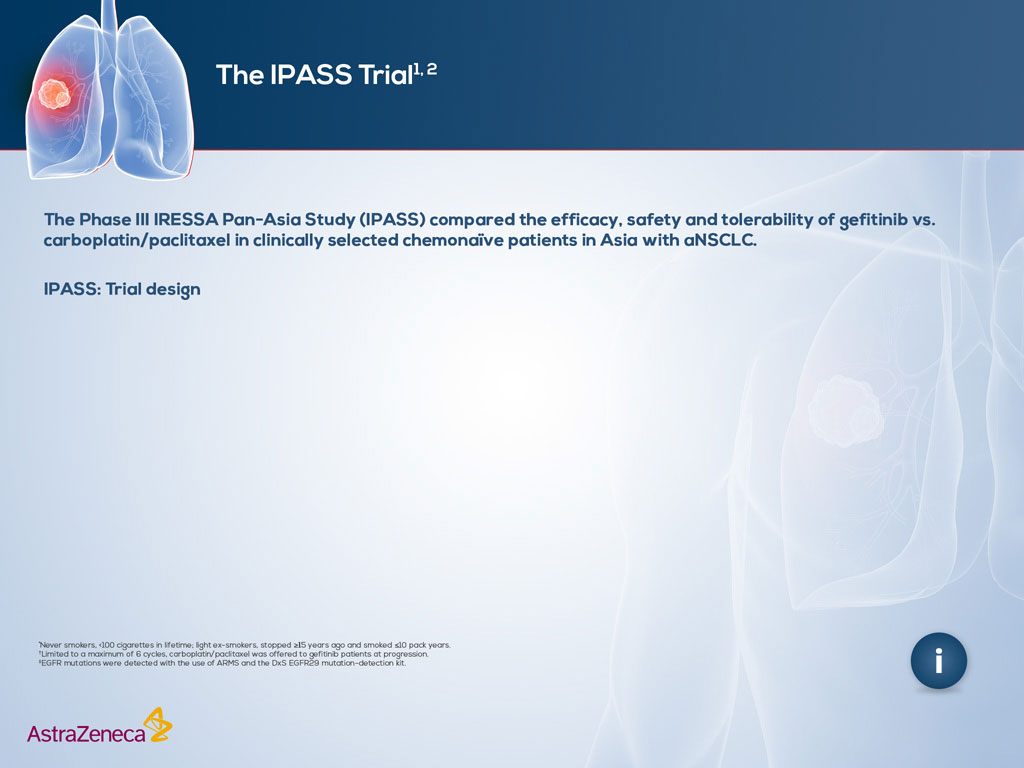 The IPASS Trial¹,²
The Phase III IRESSA Pan-Asia Study (IPASS) compared the efficacy, safety and tolerability of gefitinib vs.
carboplatin/paclitaxel in clinically selected chemonaïve patients in Asia with aNSCLC.
IPASS: Trial design
*Never smokers, <100 cigarettes in lifetime; light ex-smokers, stopped ≥15 years ago and smoked ≤10 pack years.
†Limited to a maximum of 6 cycles, carboplatin/paclitaxel was offered to gefitinib patients at progression.
‡EGFR mutations were detected with the use of ARMS and the DxS EGFR29 mutation-detection kit.
i
AstraZeneca